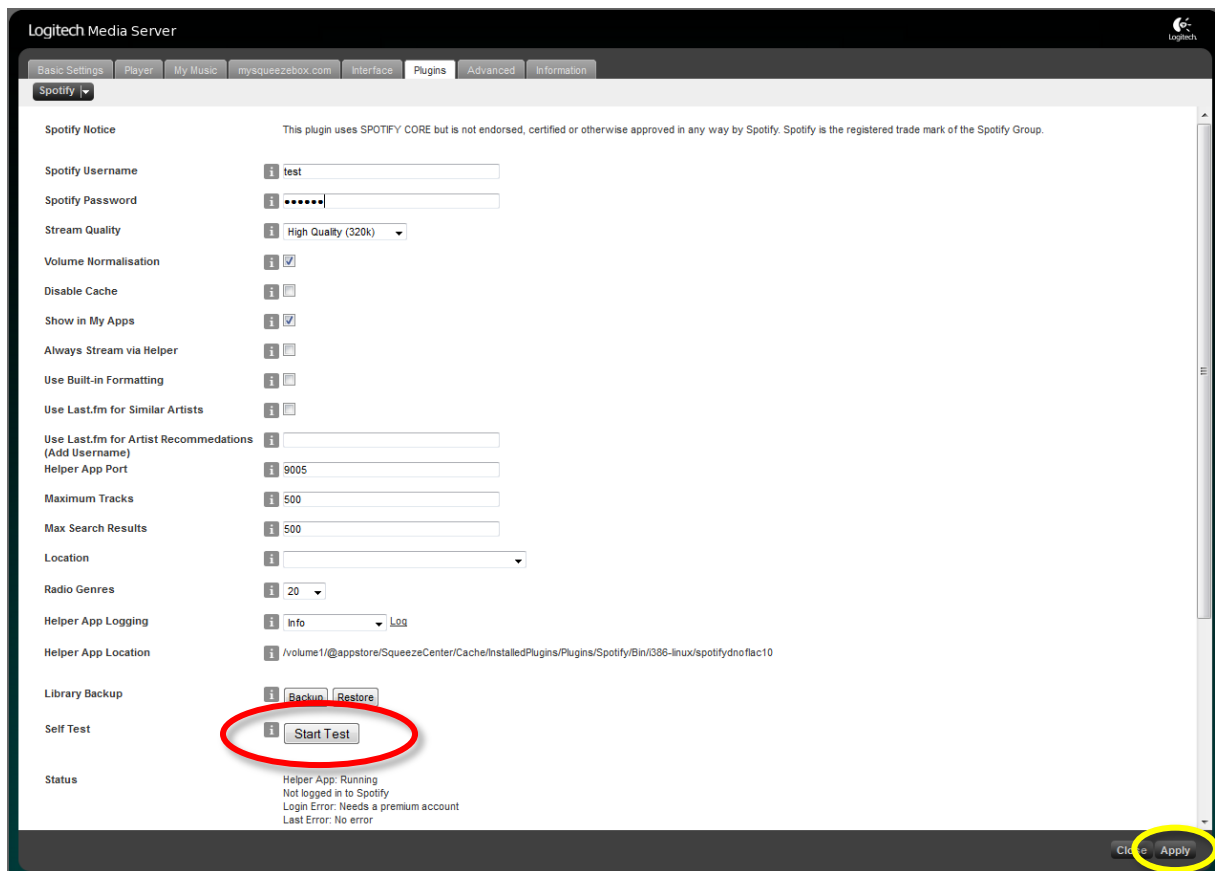 Logitech Media Server
Logitech
Basic Settings Player My Music mysqueezebox.com Interface Plugins Advanced Information
Spotify
Spotify Notice This plugin uses SPOTIFY CORE but is not endorsed, certified or otherwise approved in any way by Spotify. Spotify is the registered trade mark of the Spotify Group.
Spotify Username i test
Spotify Password i ••••••
Stream Quality i High Quality (320k)
Volume Normalisation i
Disable Cache i
Show in My Apps i
Always Stream via Helper i
Use Built-in Formatting i
Use Last.fm for Similar Artists i
Use Last.fm for Artist Recommedations i
(Add Username)
Helper App Port i 9005
Maximum Tracks i 500
Max Search Results i 500
Location i
Radio Genres i 20
Helper App Logging i Info Log
Helper App Location i /volume1/@appstore/SqueezeCenter/Cache/InstalledPlugins/Plugins/Spotify/Bin/i386-linux/spotifydnoflac10
Library Backup i Backup Restore
Self Test i Start Test
Status Helper App: Running
Not logged in to Spotify
Login Error: Needs a premium account
Last Error: No error
Close Apply